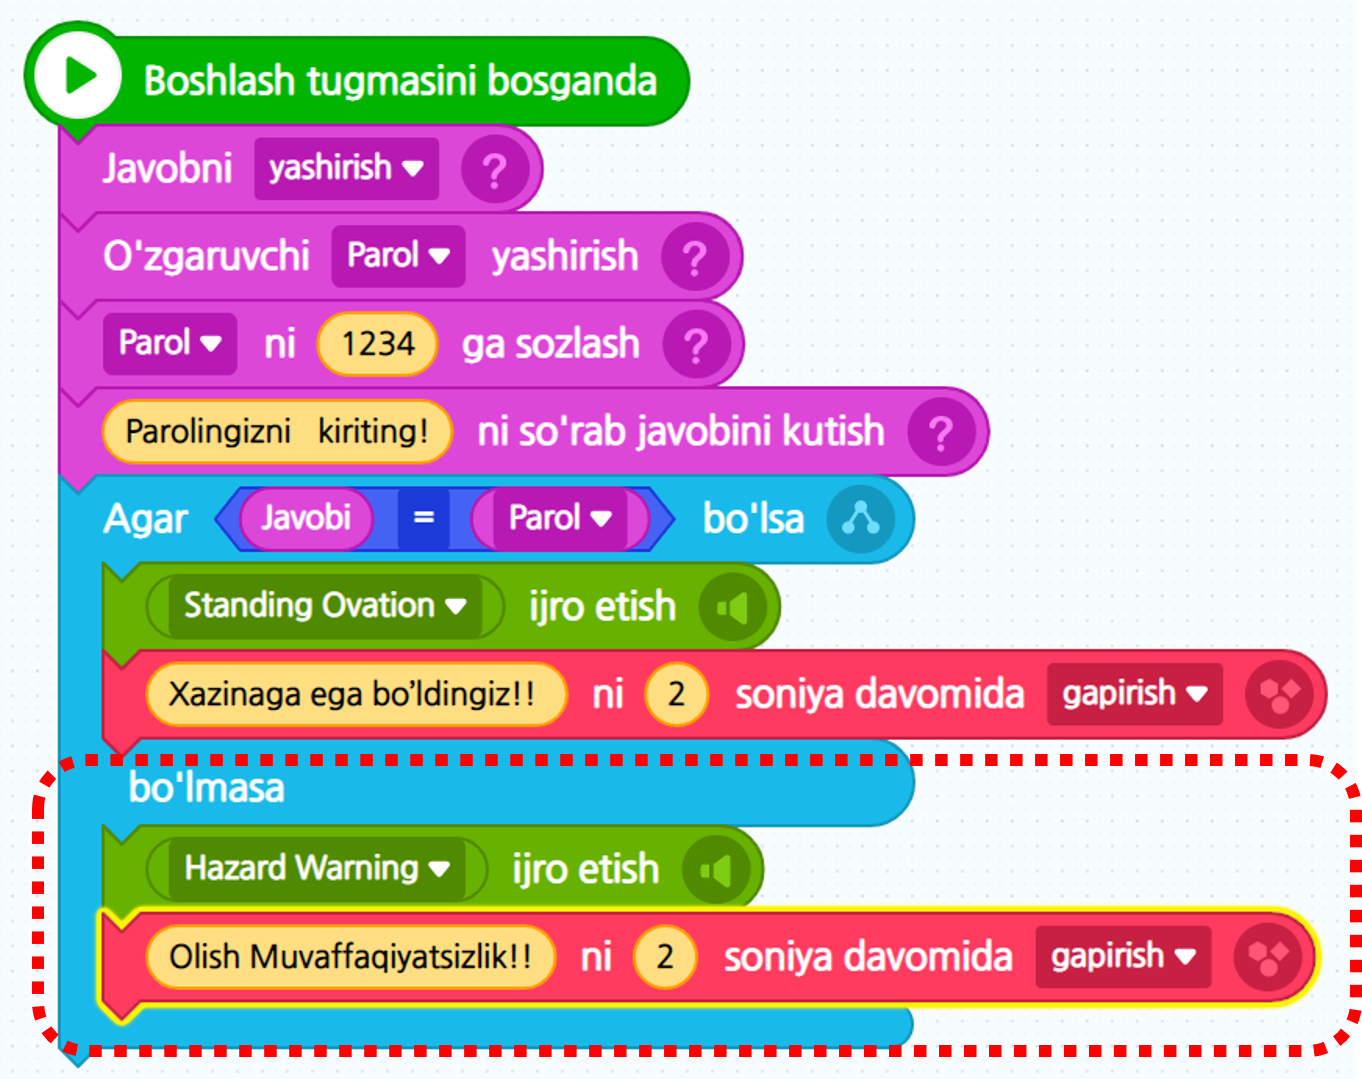 Boshlash tugmasini bosganda
Javobni yashirish ?
O'zgaruvchi Parol yashirish ?
Parol ni 1234 ga sozlash ?
Parolingizni kiriting! ni so'rab javobini kutish ?
Agar Javobi = Parol bo'lsa
Standing Ovation ijro etish
Xazinaga ega bo’ldingiz!! ni 2 soniya davomida gapirish
bo'lmasa
Hazard Warning ijro etish
Olish Muvaffaqiyatsizlik!! ni 2 soniya davomida gapirish